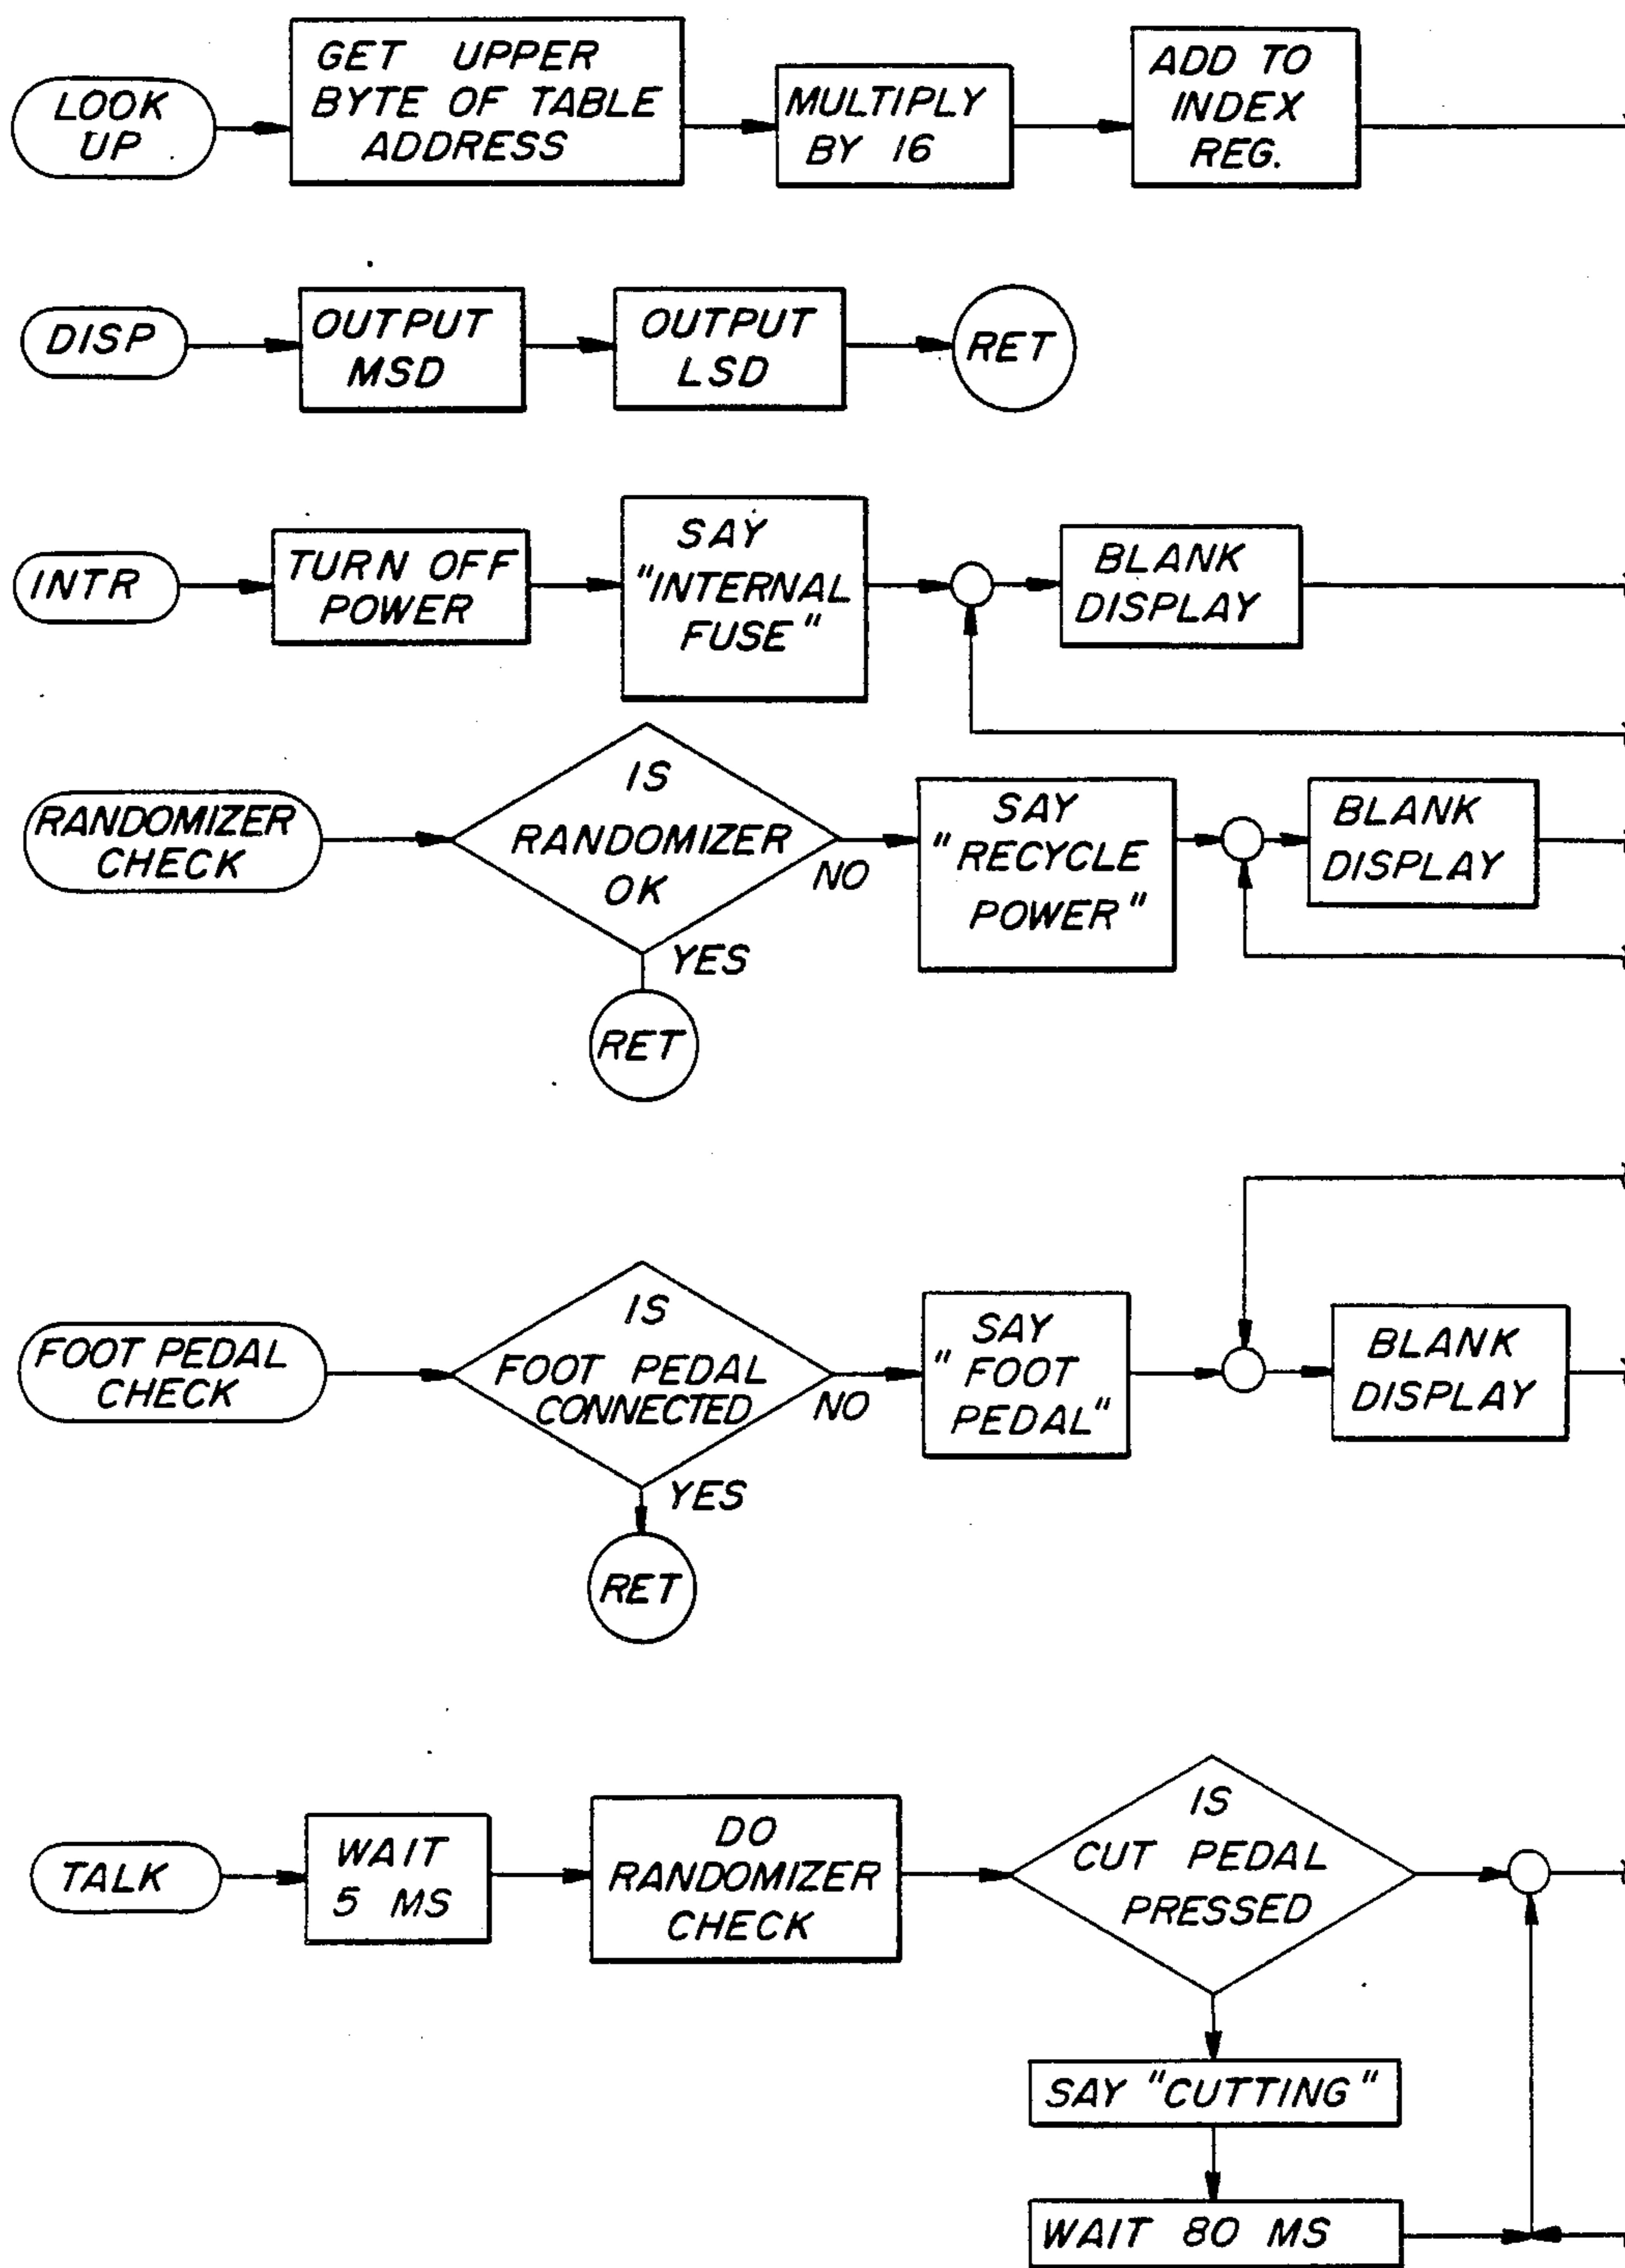 LOOK
UP
GET UPPER
BYTE OF TABLE
ADDRESS
MULTIPLY
BY 16
ADD TO
INDEX
REG.
DISP
OUTPUT
MSD
OUTPUT
LSD
RET
INTR
TURN OFF
POWER
SAY
"INTERNAL
FUSE"
BLANK
DISPLAY
RANDOMIZER
CHECK
IS
RANDOMIZER
OK
NO
YES
RET
SAY
"RECYCLE
POWER"
BLANK
DISPLAY
FOOT PEDAL
CHECK
IS
FOOT PEDAL
CONNECTED
NO
YES
RET
SAY
"FOOT
PEDAL"
BLANK
DISPLAY
TALK
WAIT
5 MS
DO
RANDOMIZER
CHECK
IS
CUT PEDAL
PRESSED
SAY "CUTTING"
WAIT 80 MS